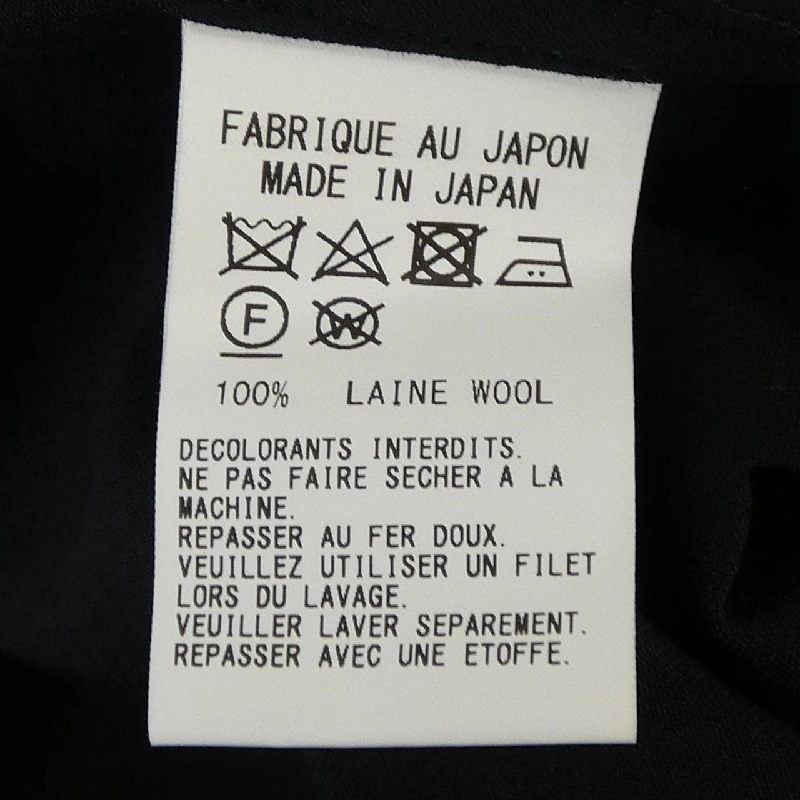 FABRIQUE AU JAPON
MADE IN JAPAN
F W
100% LAINE WOOL
DECOLORANTS INTERDITS.
NE PAS FAIRE SECHER A LA
MACHINE.
REPASSER AU FER DOUX.
VEUILLEZ UTILISER UN FILET
LORS DU LAVAGE.
VEUILLER LAVER SEPAREMENT.
REPASSER AVEC UNE ETOFFE.